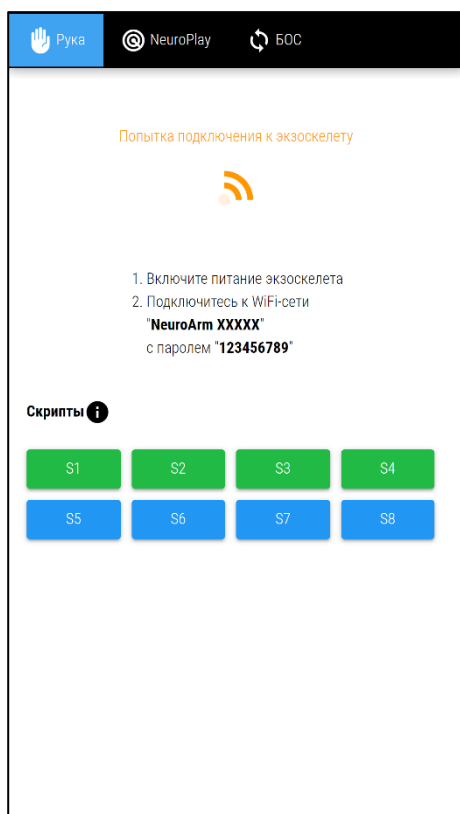 Рука NeuroPlay БОС
Попытка подключения к экзоскелету
1. Включите питание экзоскелета
2. Подключитесь к WiFi-сети
"NeuroArm XXXXX"
с паролем "123456789"
Скрипты i
S1 S2 S3 S4
S5 S6 S7 S8